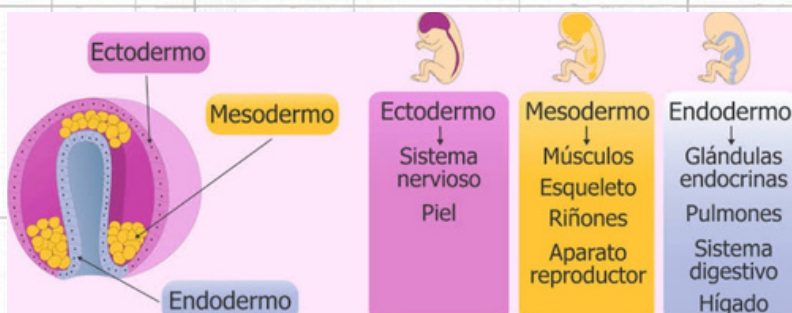 Ectodermo
Mesodermo
Endodermo
Ectodermo
Sistema
nervioso
Piel
Mesodermo
Músculos
Esqueleto
Riñones
Aparato
reproductor
Endodermo
Glándulas
endocrinas
Pulmones
Sistema
digestivo
Hígado